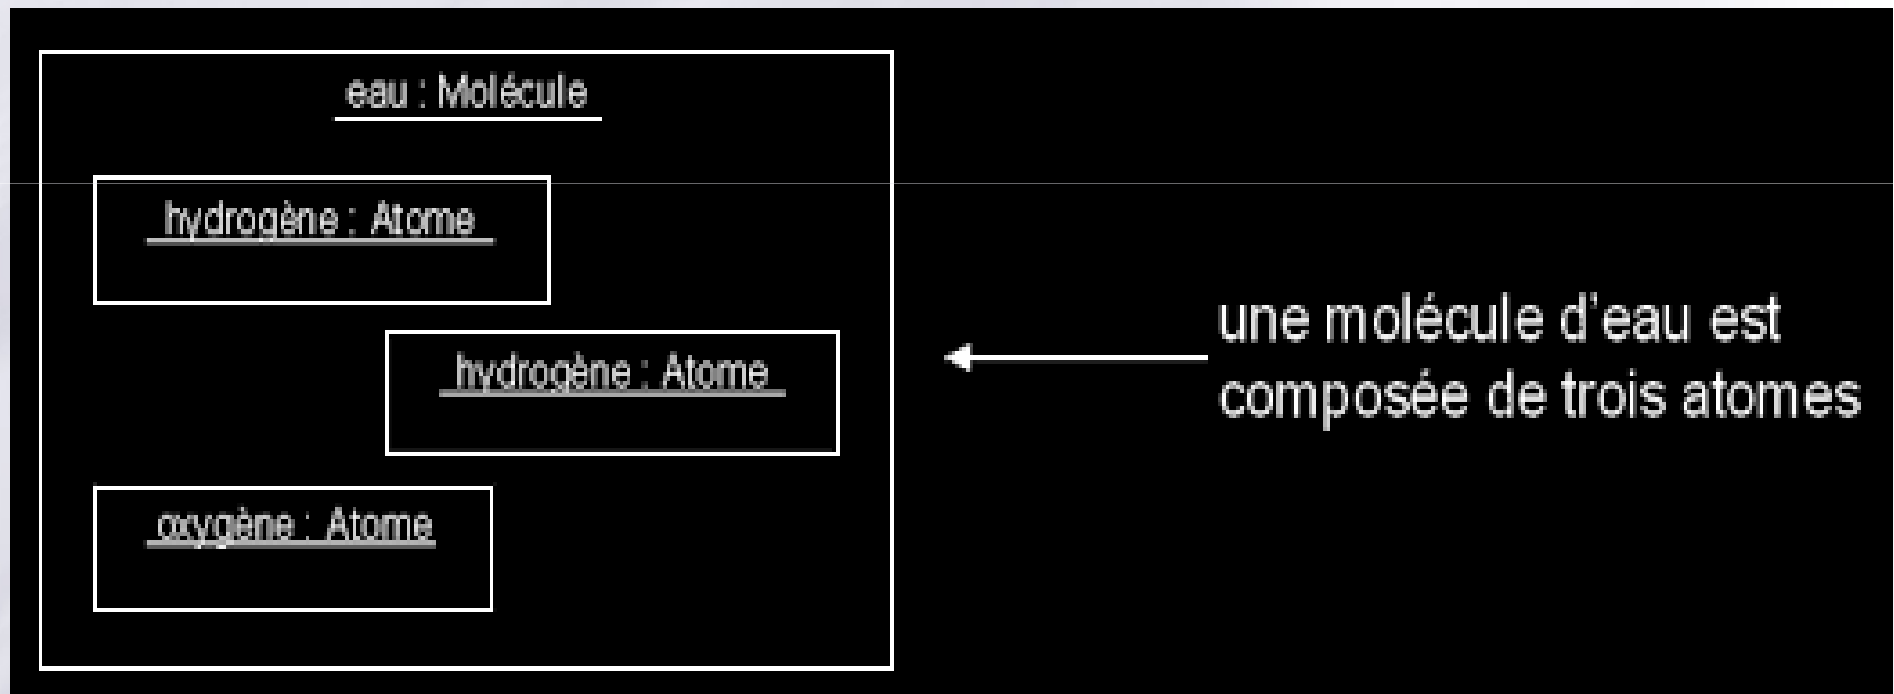 eau : Molécule
hydrogène : Atome
hydrogène : Atome
oxygène : Atome
une molécule d'eau est
composée de trois atomes